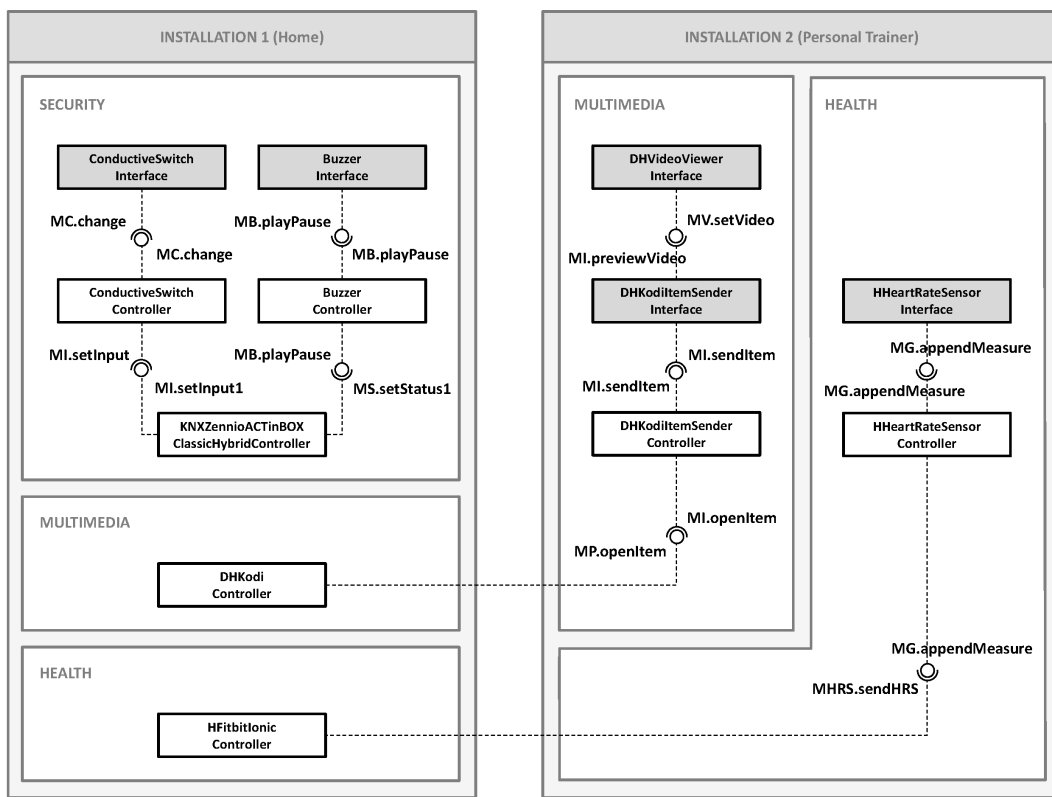 INSTALLATION 1 (Home)
SECURITY
ConductiveSwitch
Interface
Buzzer
Interface
MC.change
MC.change
MB.playPause
MB.playPause
ConductiveSwitch
Controller
Buzzer
Controller
MI.setInput
MI.setInput1
MB.playPause
MS.setStatus1
KNXZennioACTinBOX
ClassicHybridController
MULTIMEDIA
DHKodi
Controller
HEALTH
HFitbitIonic
Controller
INSTALLATION 2 (Personal Trainer)
MULTIMEDIA
DHVideoViewer
Interface
MV.setVideo
MI.previewVideo
DHKodiItemSender
Interface
MI.sendItem
MI.sendItem
DHKodiItemSender
Controller
MI.openItem
MP.openItem
HEALTH
HHeartRateSensor
Interface
MG.appendMeasure
MG.appendMeasure
HHeartRateSensor
Controller
MG.appendMeasure
MHRS.sendHRS